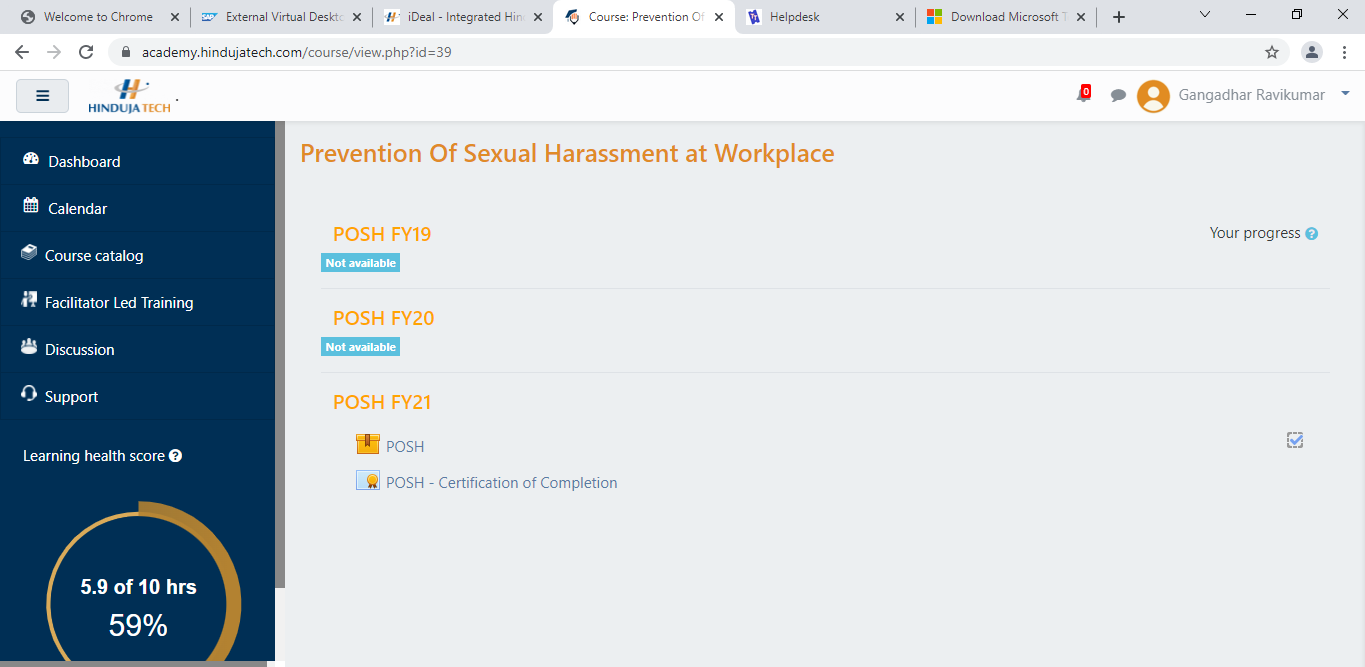 Welcome to Chrome
External Virtual Deskto
iDeal - Integrated Hin
Course: Prevention Of
Helpdesk
Download Microsoft T
academy.hindujatech.com/course/view.php?id=39
HINDUJA TECH .
0
Gangadhar Ravikumar
Dashboard
Calendar
Course catalog
Facilitator Led Training
Discussion
Support
Learning health score ?
5.9 of 10 hrs
59%
Prevention Of Sexual Harassment at Workplace
POSH FY19
Your progress ?
Not available
POSH FY20
Not available
POSH FY21
POSH
POSH - Certification of Completion